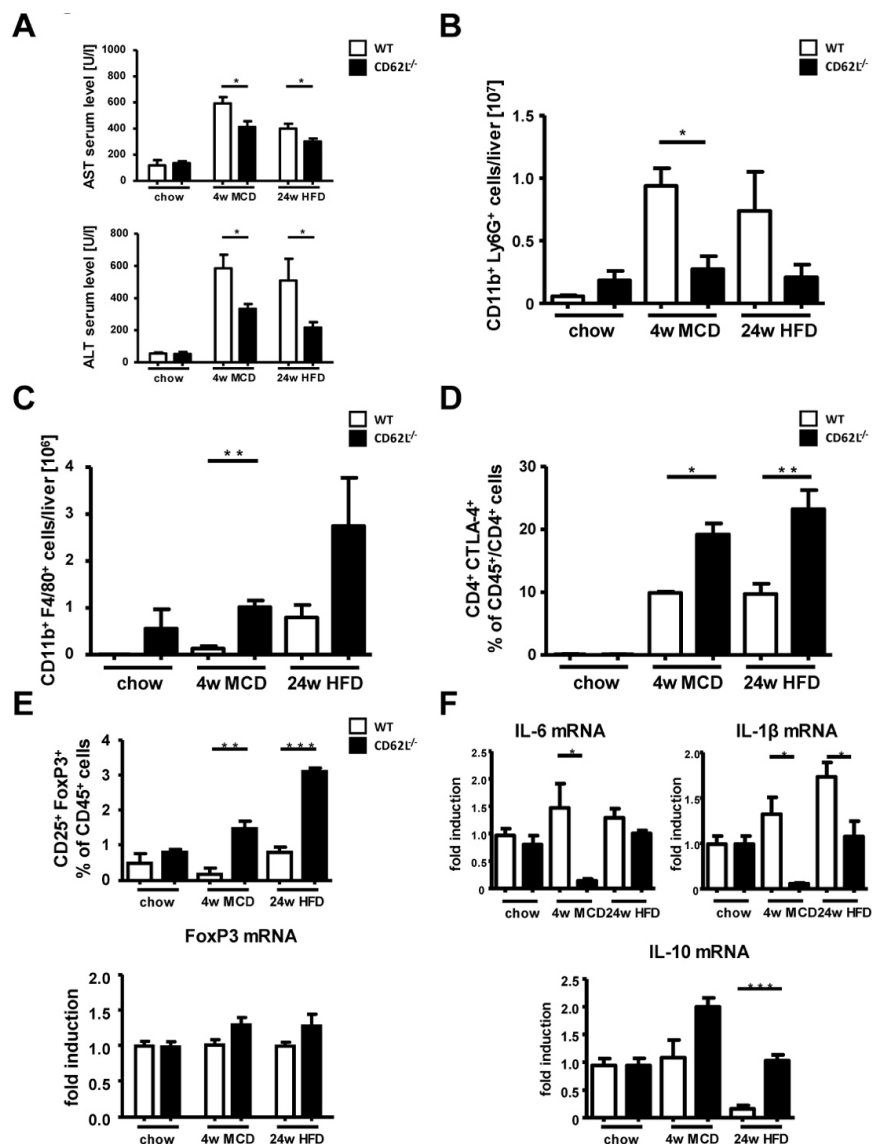 A
WT
CD62L-/-
AST serum level [U/l]
1000
800
600
400
200
0
* *
chow 4w MCD 24w HFD
ALT serum level [U/l]
800
600
400
200
0
* *
chow 4w MCD 24w HFD
B
WT
CD62L-/-
CD11b+ Ly6G+ cells/liver [10⁷]
1.5
1.0
0.5
0
*
chow 4w MCD 24w HFD
C
WT
CD62L-/-
CD11b+ F4/80+ cells/liver [10⁶]
4
3
2
1
0
* *
chow 4w MCD 24w HFD
D
WT
CD62L-/-
CD4+ CTLA-4+
% of CD45+/CD4+ cells
30
20
10
0
* * *
chow 4w MCD 24w HFD
E
WT
CD62L-/-
CD25+ FoxP3+
% of CD45+ cells
4
3
2
1
0
* * * * *
chow 4w MCD 24w HFD
FoxP3 mRNA
fold induction
2.0
1.5
1.0
0.5
0.0
chow 4w MCD 24w HFD
F
IL-6 mRNA
fold induction
2.5
2.0
1.5
1.0
0.5
0
*
chow 4w MCD 24w HFD
IL-1β mRNA
fold induction
2.0
1.5
1.0
0.5
0
* *
chow 4w MCD 24w HFD
IL-10 mRNA
fold induction
2.5
2.0
1.5
1.0
0.5
0.0
* * *
chow 4w MCD 24w HFD